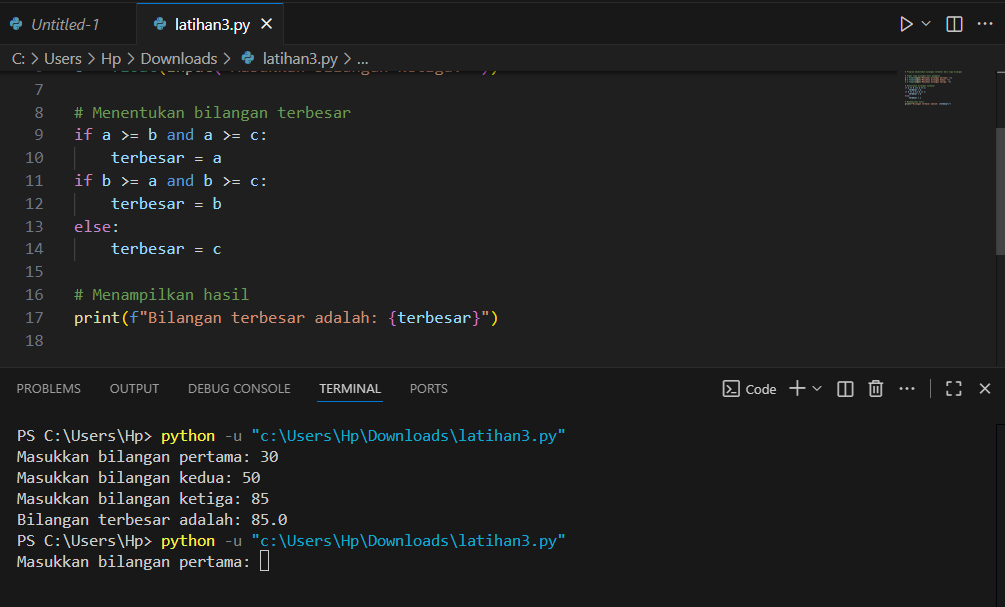 Untitled-1 latihan3.py
C: > Users > Hp > Downloads > latihan3.py > ...
7
8 # Menentukan bilangan terbesar
9 if a >= b and a >= c:
10     terbesar = a
11 if b >= a and b >= c:
12     terbesar = b
13 else:
14     terbesar = c
15
16 # Menampilkan hasil
17 print(f"Bilangan terbesar adalah: {terbesar}")
18
PROBLEMS OUTPUT DEBUG CONSOLE TERMINAL PORTS Code
PS C:\Users\Hp> python -u "c:\Users\Hp\Downloads\latihan3.py"
Masukkan bilangan pertama: 30
Masukkan bilangan kedua: 50
Masukkan bilangan ketiga: 85
Bilangan terbesar adalah: 85.0
PS C:\Users\Hp> python -u "c:\Users\Hp\Downloads\latihan3.py"
Masukkan bilangan pertama: